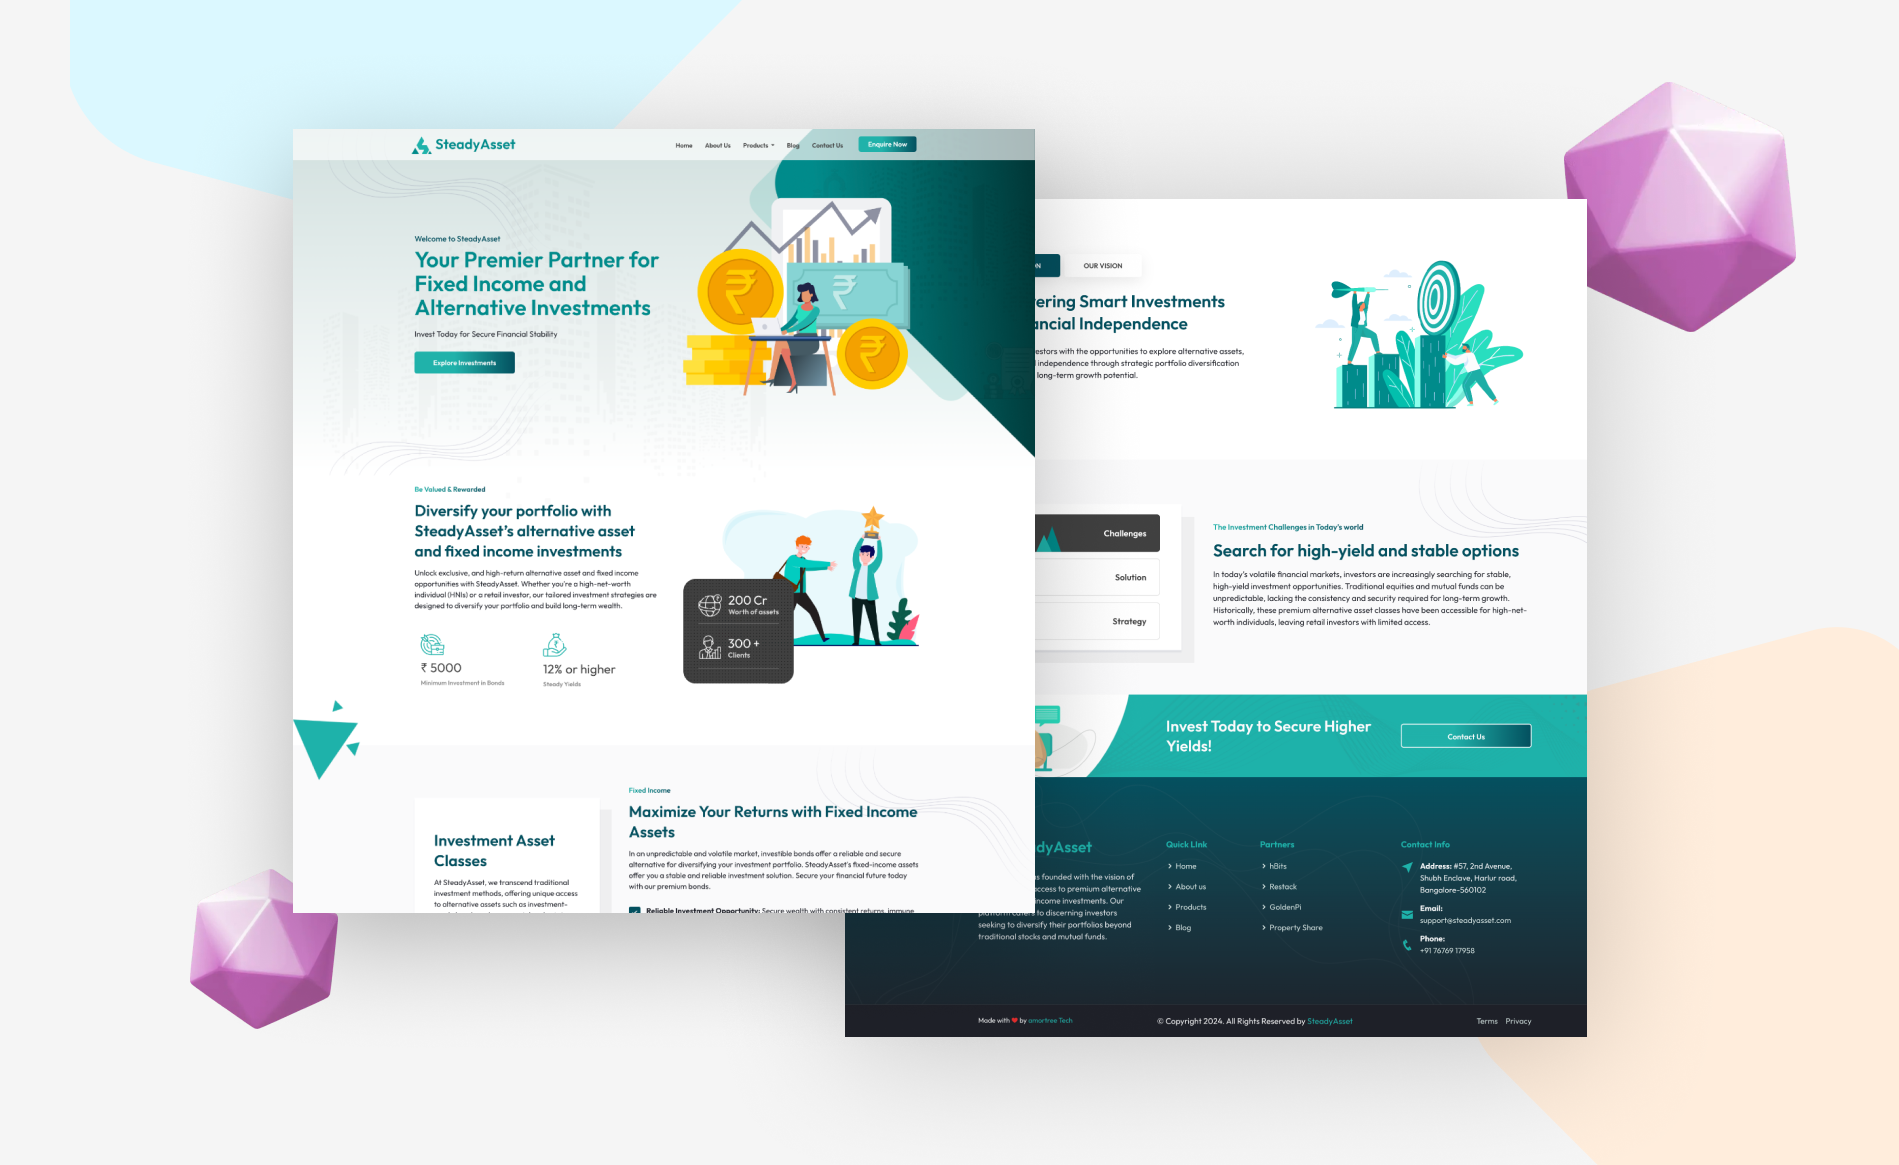 SteadyAsset
Home About Us Products Blog Contact Us Enquire Now
Welcome to SteadyAsset
Your Premier Partner for
Fixed Income and
Alternative Investments
Invest Today for Secure Financial Stability
Explore Investments
Be Valued & Rewarded
Diversify your portfolio with
SteadyAsset's alternative asset
and fixed income investments
Unlock exclusive, and high-return alternative asset and fixed income
opportunities with SteadyAsset. Whether you're a high-net-worth
individual (HNIs) or a retail investor, our tailored investment strategies are
designed to diversify your portfolio and build long-term wealth.
₹ 5000
Minimum Investment in Bonds
12% or higher
Steady Yields
200 Cr
Worth of assets
300 +
Clients
Investment Asset
Classes
At SteadyAsset, we transcend traditional
investment methods, offering unique access
to alternative assets such as investment-
Fixed Income
Maximize Your Returns with Fixed Income
Assets
In an unpredictable and volatile market, investible bonds offer a reliable and secure
alternative for diversifying your investment portfolio. SteadyAsset's fixed-income assets
offer you a stable and reliable investment solution. Secure your financial future today
with our premium bonds.
Reliable Investment Opportunity: Secure wealth with consistent returns, immune
OUR VISION
ering Smart Investments
ancial Independence
estors with the opportunities to explore alternative assets,
independence through strategic portfolio diversification
long-term growth potential.
Challenges
Solution
Strategy
The Investment Challenges in Today's world
Search for high-yield and stable options
In today's volatile financial markets, investors are increasingly searching for stable,
high-yield investment opportunities. Traditional equities and mutual funds can be
unpredictable, lacking the consistency and security required for long-term growth.
Historically, these premium alternative asset classes have been accessible for high-net-
worth individuals, leaving retail investors with limited access.
Invest Today to Secure Higher
Yields!
Contact Us
dyAsset
s founded with the vision of
ccess to premium alternative
income investments. Our
platform caters to discerning investors
seeking to diversify their portfolios beyond
traditional stocks and mutual funds.
Quick Link
Home
About us
Products
Blog
Partners
hBits
Restack
GoldenPi
Property Share
Contact Info
Address: #57, 2nd Avenue,
Shubh Enclave, Harlur road,
Bangalore-560102
Email:
support@steadyasset.com
Phone:
+91 76769 17958
Made with ❤ by amortree Tech
© Copyright 2024. All Rights Reserved by SteadyAsset
Terms Privacy